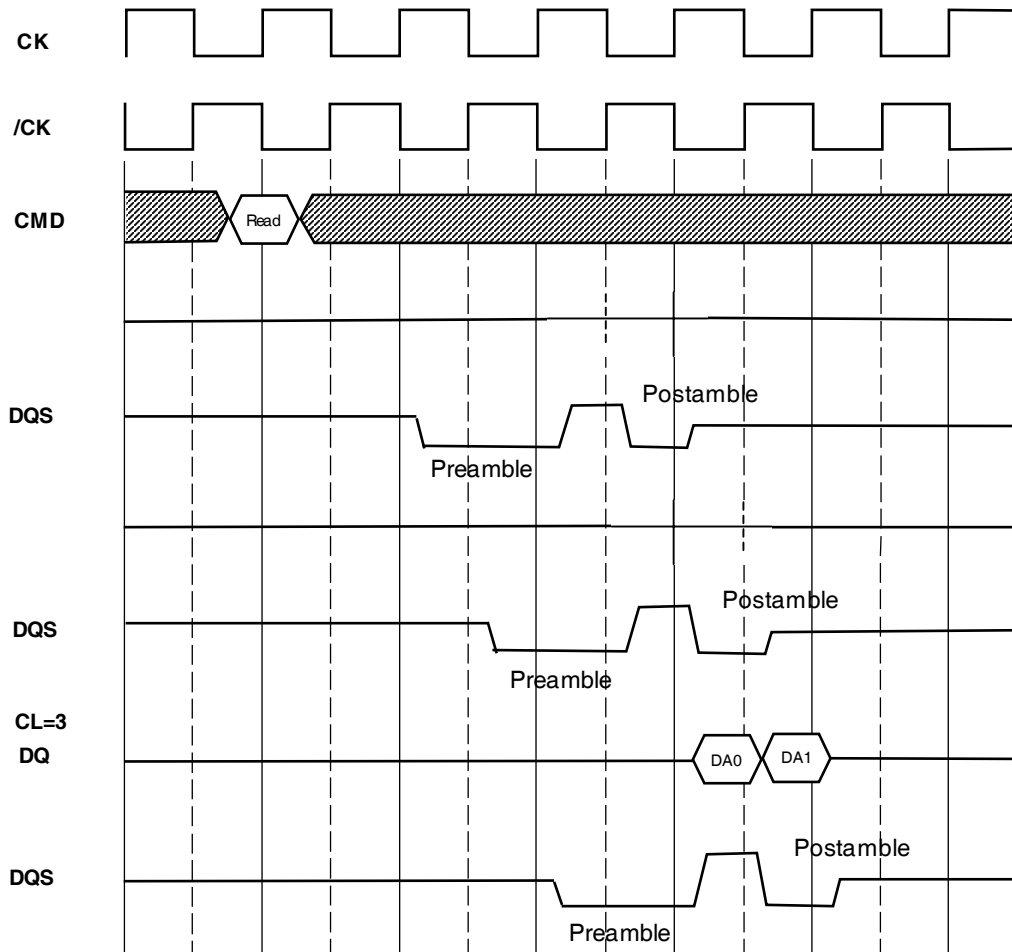 CK
/CK
CMD
Read
Postamble
DQS
Preamble
Postamble
DQS
Preamble
CL=3
DQ
DA0
DA1
Postamble
DQS
Preamble